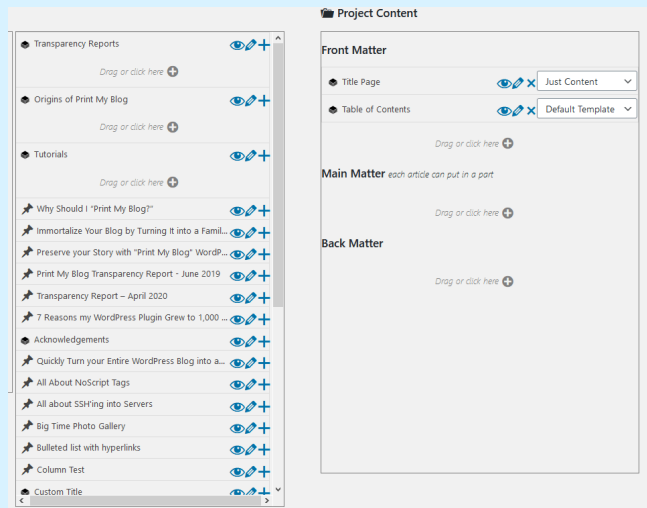 Transparency Reports
Drag or click here
Origins of Print My Blog
Drag or click here
Tutorials
Drag or click here
Why Should I "Print My Blog?"
Immortalize Your Blog by Turning It into a Famil...
Preserve your Story with "Print My Blog" WordP...
Print My Blog Transparency Report - June 2019
Transparency Report – April 2020
7 Reasons my WordPress Plugin Grew to 1,000 ...
Acknowledgements
Quickly Turn your Entire WordPress Blog into a...
All About NoScript Tags
All about SSH'ing into Servers
Big Time Photo Gallery
Bulleted list with hyperlinks
Column Test
Custom Title
Project Content
Front Matter
Title Page Just Content
Table of Contents Default Template
Drag or click here
Main Matter each article can put in a part
Drag or click here
Back Matter
Drag or click here